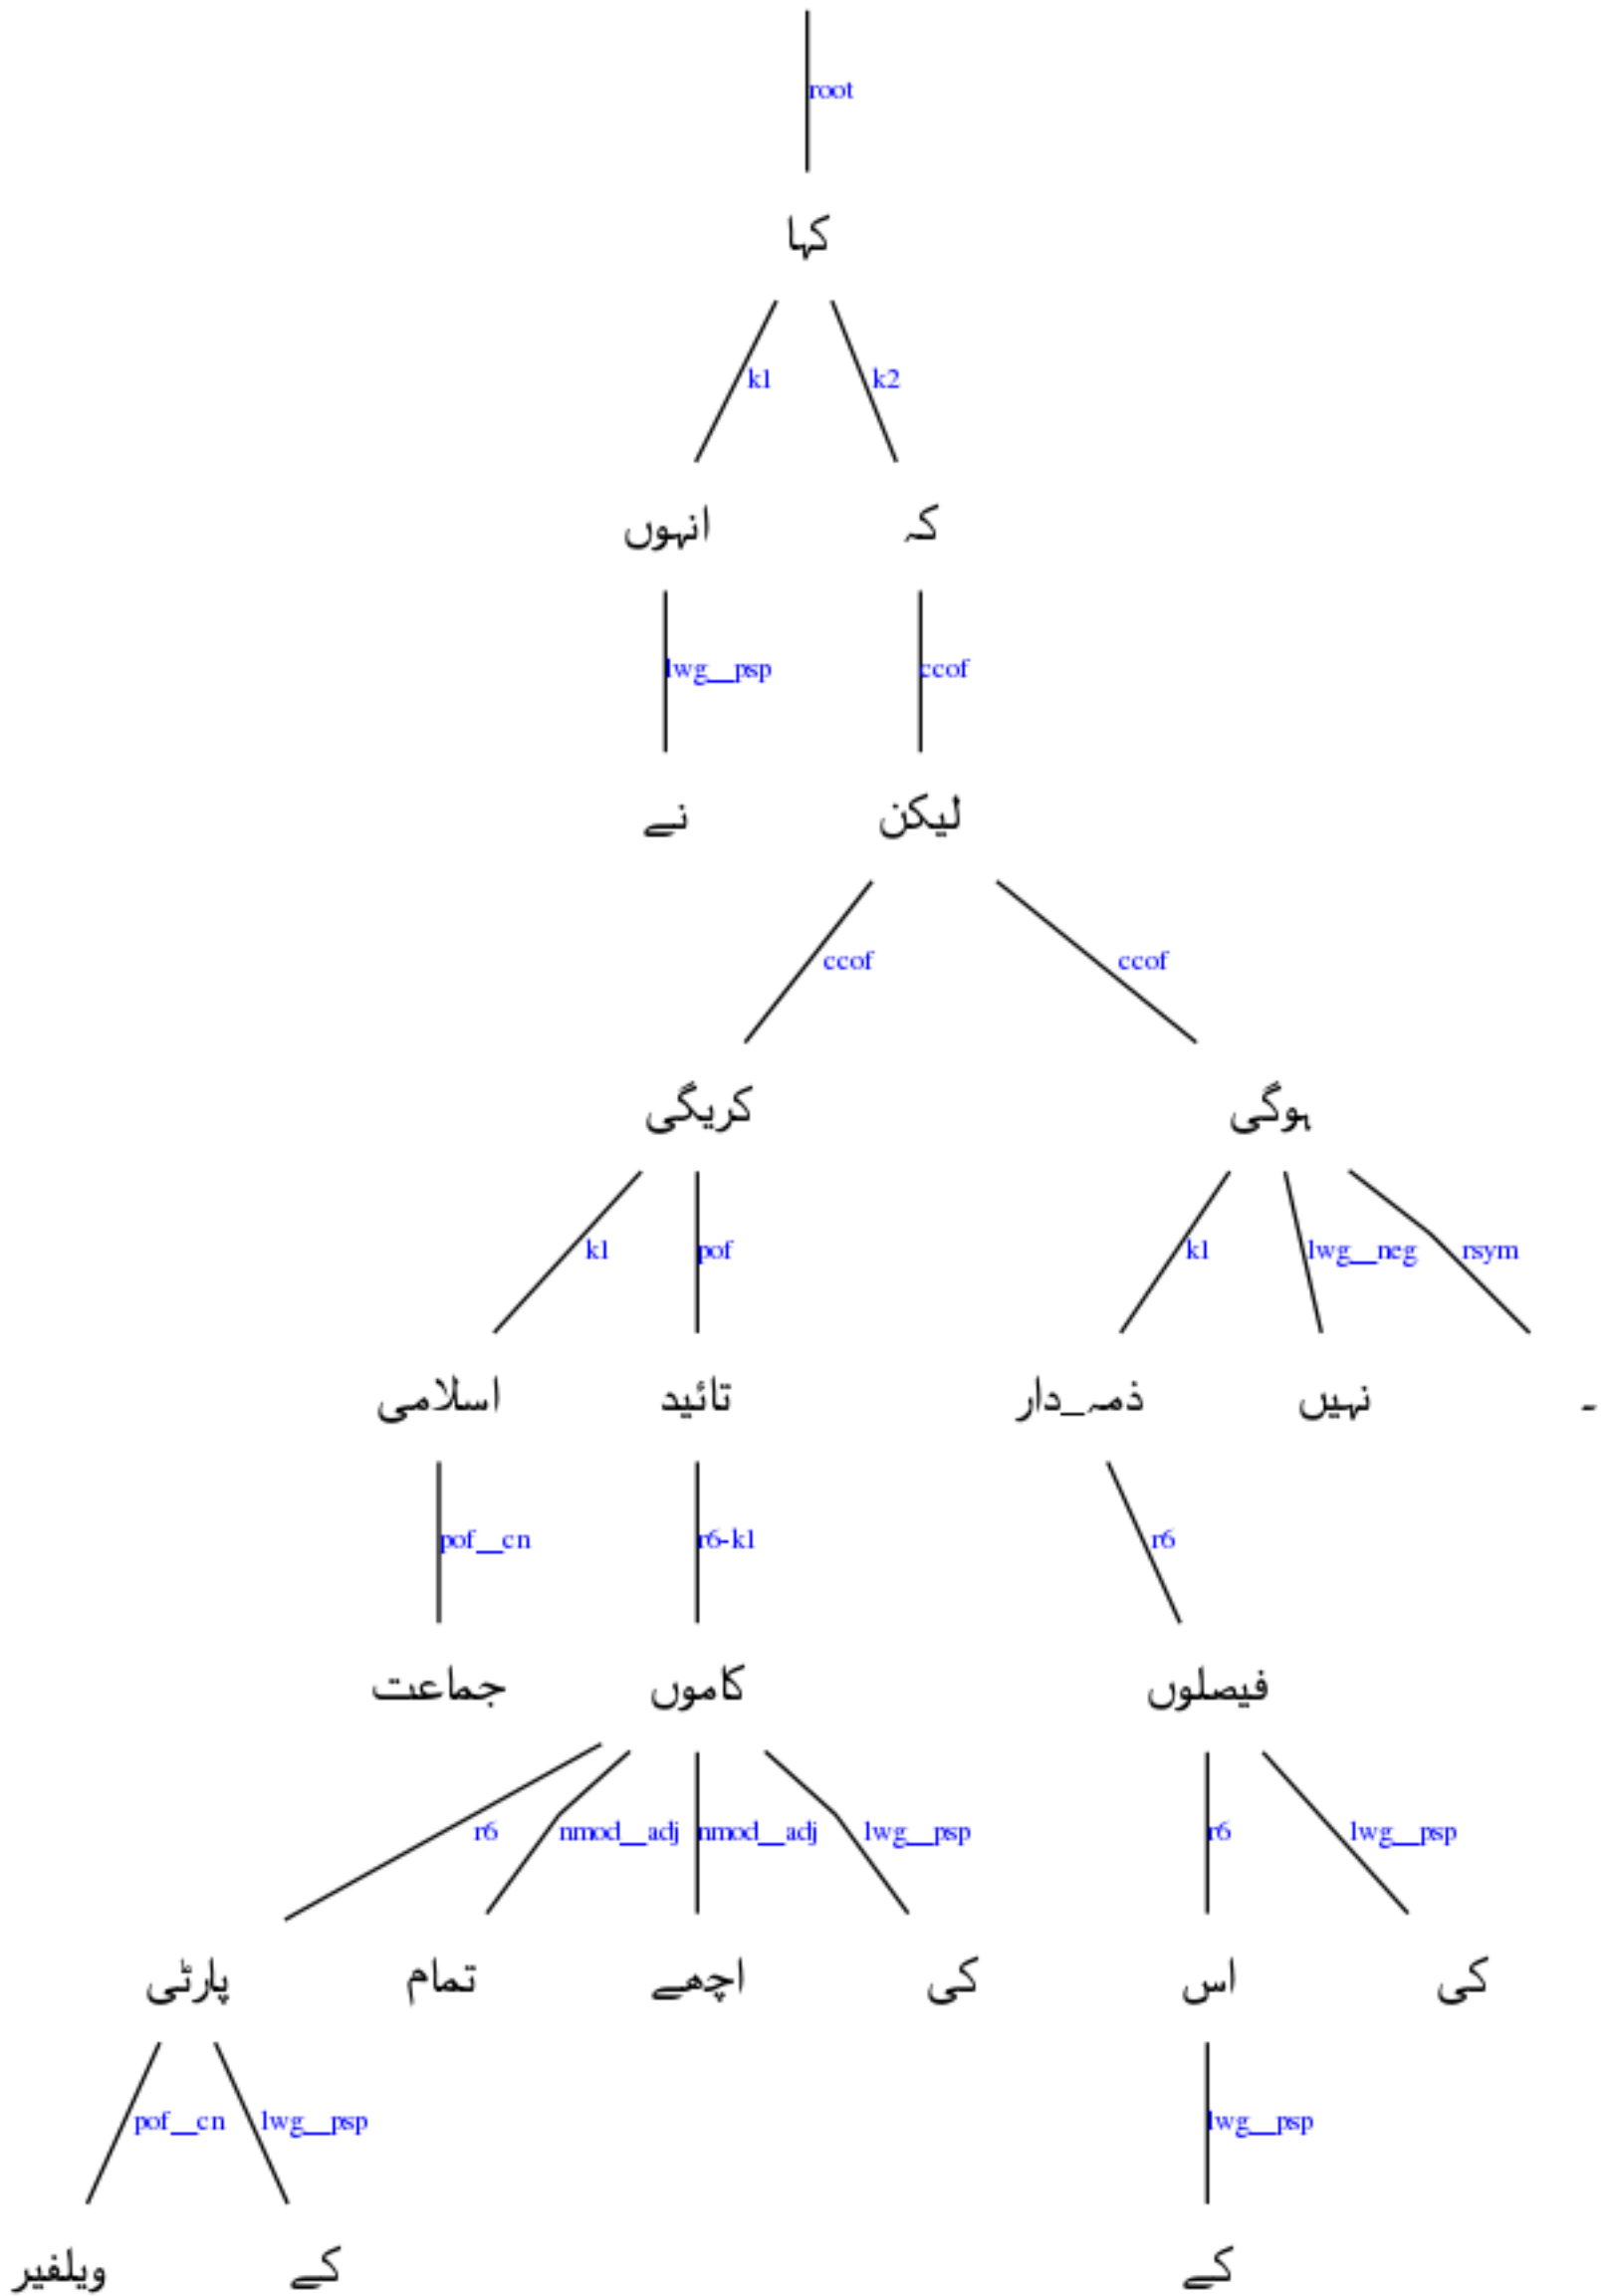 root
کہا
k1 k2
انہوں کہ
lwg__psp ccof
نے لیکن
ccof ccof
کریگی ہوگی
k1 pof k1 lwg__neg rsym
اسلامی تائید ذمہ_دار نہیں ۔
pof__cn r6-k1 r6
جماعت کاموں فیصلوں
r6 nmod__adj nmod__adj lwg__psp r6 lwg__psp
پارٹی تمام اچھے کی اس کی
pof__cn lwg__psp lwg__psp
ویلفیر کے کے